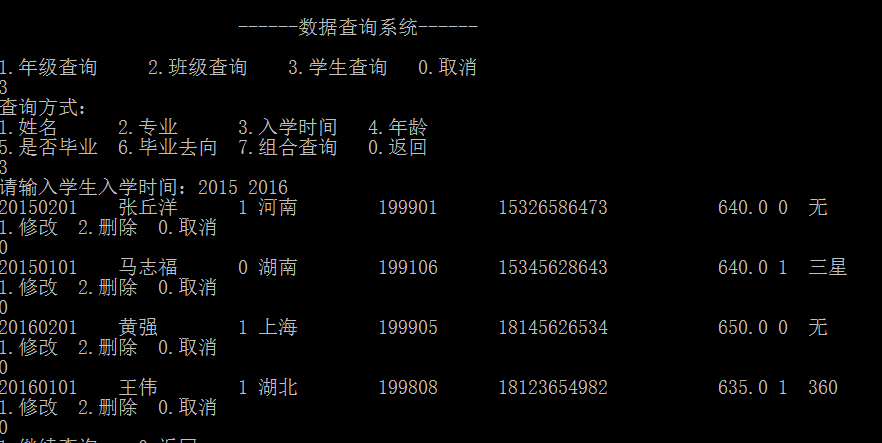 ------数据查询系统------
1.年级查询 2.班级查询 3.学生查询 0.取消
3
查询方式:
1.姓名 2.专业 3.入学时间 4.年龄
5.是否毕业 6.毕业去向 7.组合查询 0.返回
3
请输入学生入学时间: 2015 2016
20150201 张丘洋 1 河南 199901 15326586473 640.0 0 无
1.修改 2.删除 0.取消
0
20150101 马志福 0 湖南 199106 15345628643 640.0 1 三星
1.修改 2.删除 0.取消
0
20160201 黄强 1 上海 199905 18145626534 650.0 0 无
1.修改 2.删除 0.取消
0
20160101 王伟 1 湖北 199808 18123654982 635.0 1 360
1.修改 2.删除 0.取消
0
1.继续查询 0.返回